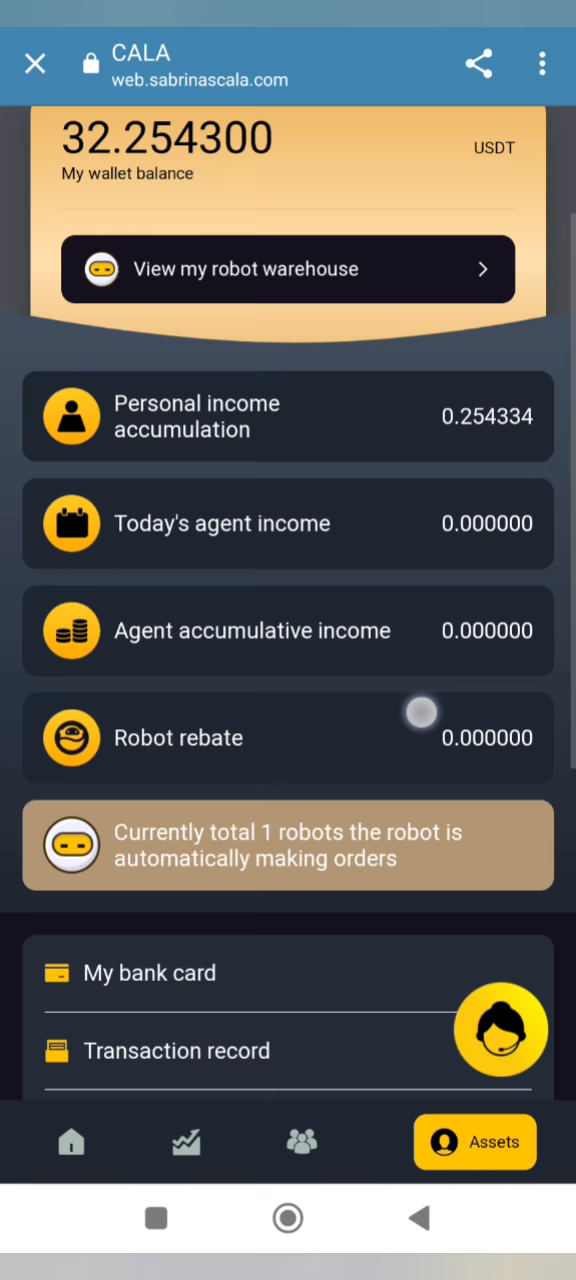 CALA
web.sabrinascala.com
32.254300
USDT
My wallet balance
View my robot warehouse
Personal income
accumulation
0.254334
Today's agent income
0.000000
Agent accumulative income
0.000000
Robot rebate
0.000000
Currently total 1 robots the robot is
automatically making orders
My bank card
Transaction record
Assets